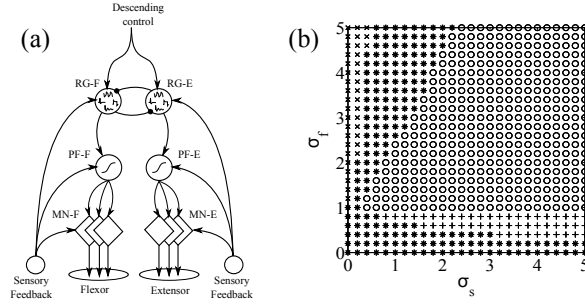 Descending
control
(a)
RG-F
RG-E
PF-F
PF-E
MN-F
MN-E
Sensory
Feedback
Flexor
Extensor
Sensory
Feedback
(b)
5
4
3
2
1
0
σf
0 1 2 3 4 5
σs